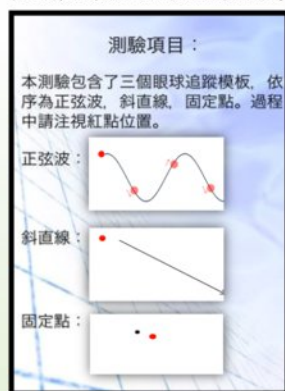 測驗項目：
本測驗包含了三個眼球追蹤模板，依
序為正弦波，斜直線，固定點。過程
中請注視紅點位置。
正弦波：
斜直線：
固定點：